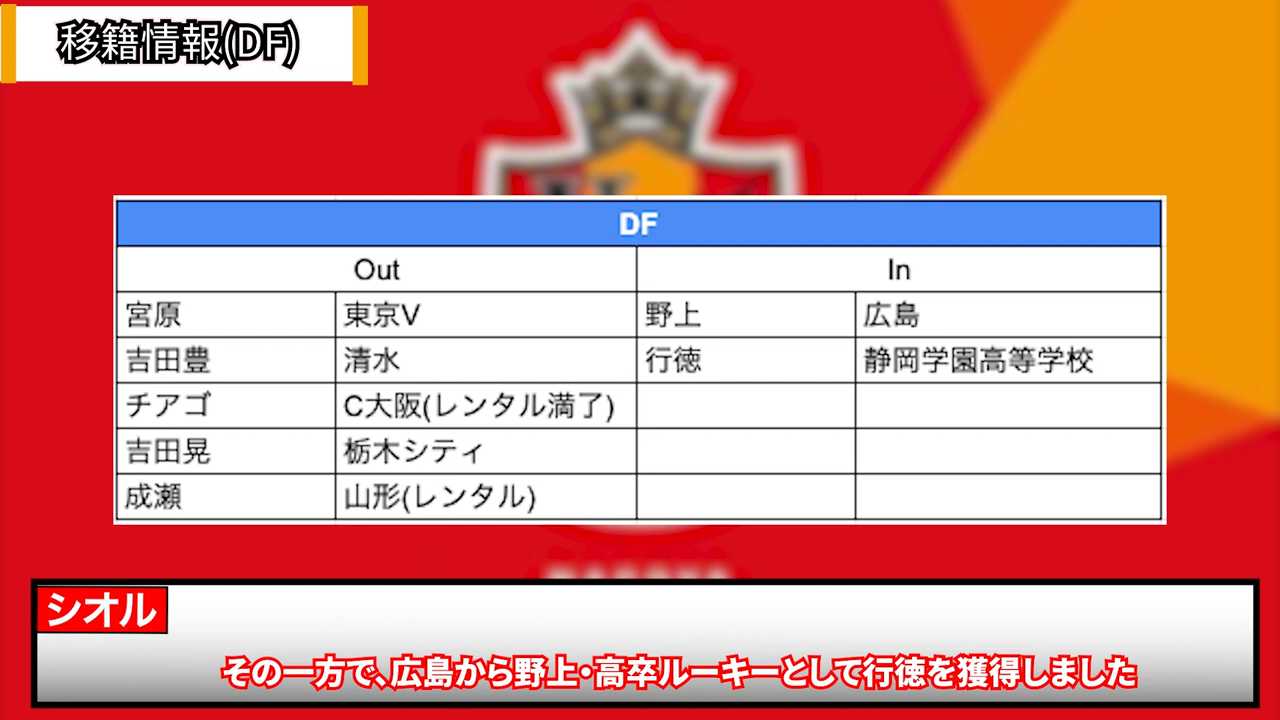 移籍情報(DF)
DF
Out In
宮原 東京V 野上 広島
吉田豊 清水 行徳 静岡学園高等学校
チアゴ C大阪(レンタル満了)
吉田晃 栃木シティ
成瀬 山形(レンタル)
シオル
その一方で、広島から野上・高卒ルーキーとして行徳を獲得しました